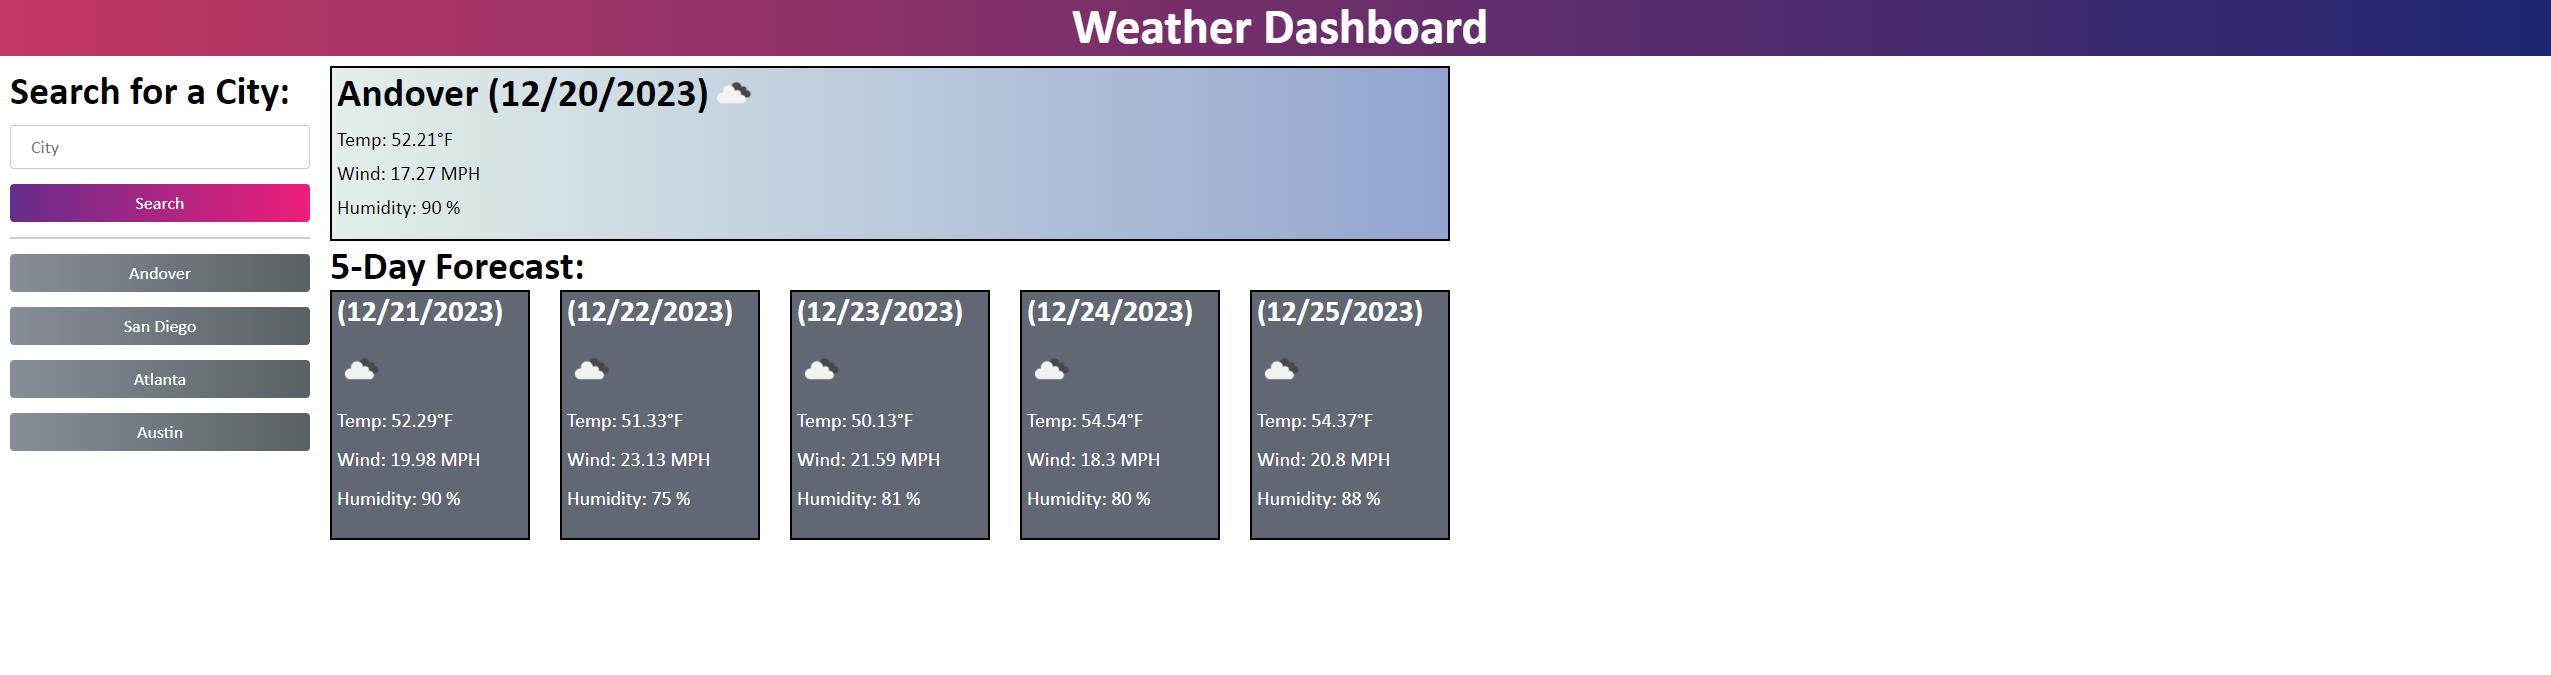 Weather Dashboard
Search for a City:
City
Search
Andover
San Diego
Atlanta
Austin
Andover (12/20/2023)
Temp: 52.21°F
Wind: 17.27 MPH
Humidity: 90 %
5-Day Forecast:
(12/21/2023)
Temp: 52.29°F
Wind: 19.98 MPH
Humidity: 90 %
(12/22/2023)
Temp: 51.33°F
Wind: 23.13 MPH
Humidity: 75 %
(12/23/2023)
Temp: 50.13°F
Wind: 21.59 MPH
Humidity: 81 %
(12/24/2023)
Temp: 54.54°F
Wind: 18.3 MPH
Humidity: 80 %
(12/25/2023)
Temp: 54.37°F
Wind: 20.8 MPH
Humidity: 88 %